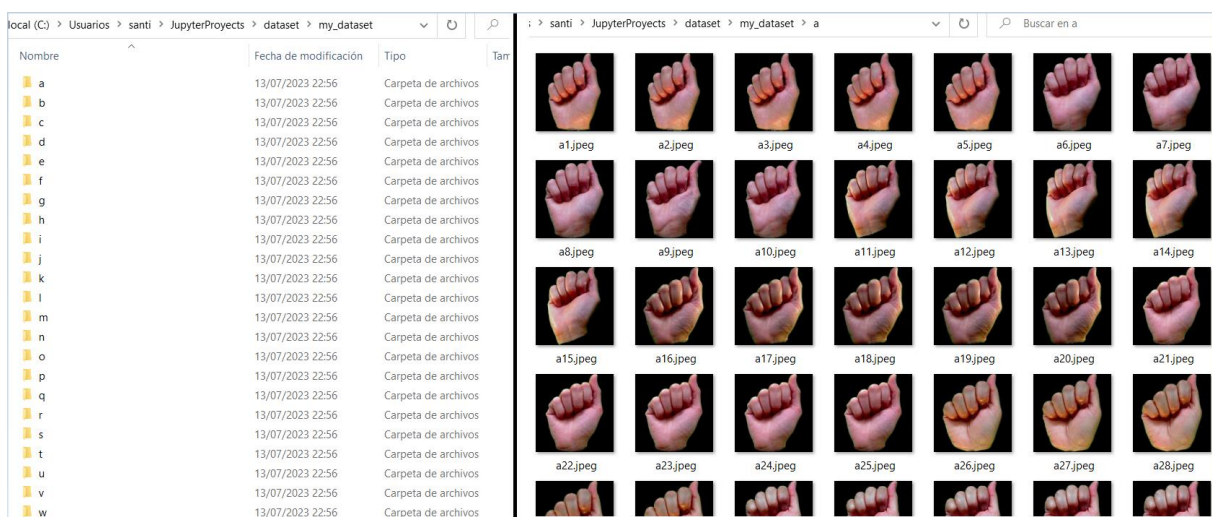 local (C:) > Usuarios > santi > JupyterProyects > dataset > my_dataset
Nombre Fecha de modificación Tipo Tam
a 13/07/2023 22:56 Carpeta de archivos
b 13/07/2023 22:56 Carpeta de archivos
c 13/07/2023 22:56 Carpeta de archivos
d 13/07/2023 22:56 Carpeta de archivos
e 13/07/2023 22:56 Carpeta de archivos
f 13/07/2023 22:56 Carpeta de archivos
g 13/07/2023 22:56 Carpeta de archivos
h 13/07/2023 22:56 Carpeta de archivos
i 13/07/2023 22:56 Carpeta de archivos
j 13/07/2023 22:56 Carpeta de archivos
k 13/07/2023 22:56 Carpeta de archivos
l 13/07/2023 22:56 Carpeta de archivos
m 13/07/2023 22:56 Carpeta de archivos
n 13/07/2023 22:56 Carpeta de archivos
o 13/07/2023 22:56 Carpeta de archivos
p 13/07/2023 22:56 Carpeta de archivos
q 13/07/2023 22:56 Carpeta de archivos
r 13/07/2023 22:56 Carpeta de archivos
s 13/07/2023 22:56 Carpeta de archivos
t 13/07/2023 22:56 Carpeta de archivos
u 13/07/2023 22:56 Carpeta de archivos
v 13/07/2023 22:56 Carpeta de archivos
w 13/07/2023 22:56 Carpeta de archivos
> santi > JupyterProyects > dataset > my_dataset > a Buscar en a
a1.jpeg a2.jpeg a3.jpeg a4.jpeg a5.jpeg a6.jpeg a7.jpeg
a8.jpeg a9.jpeg a10.jpeg a11.jpeg a12.jpeg a13.jpeg a14.jpeg
a15.jpeg a16.jpeg a17.jpeg a18.jpeg a19.jpeg a20.jpeg a21.jpeg
a22.jpeg a23.jpeg a24.jpeg a25.jpeg a26.jpeg a27.jpeg a28.jpeg